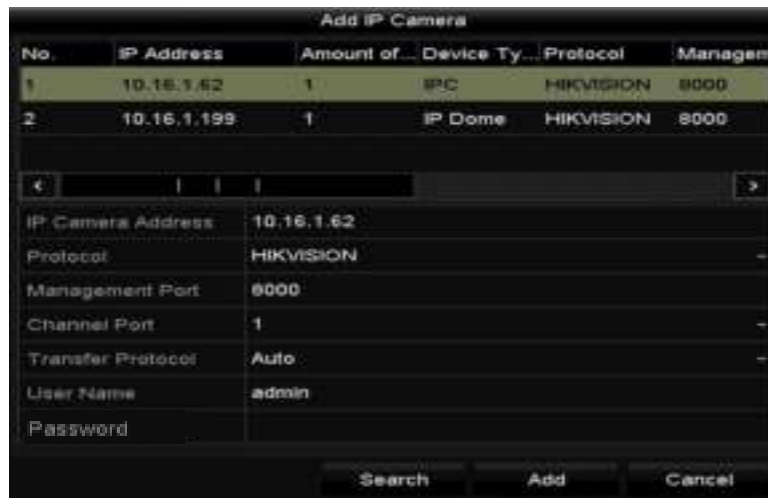 Add IP Camera
No. IP Address Amount of... Device Ty... Protocol Managem
1 10.16.1.62 1 IPC HIKVISION 8000
2 10.16.1.199 1 IP Dome HIKVISION 8000
IP Camera Address 10.16.1.62
Protocol HIKVISION
Management Port 8000
Channel Port 1
Transfer Protocol Auto
User Name admin
Password
Search Add Cancel